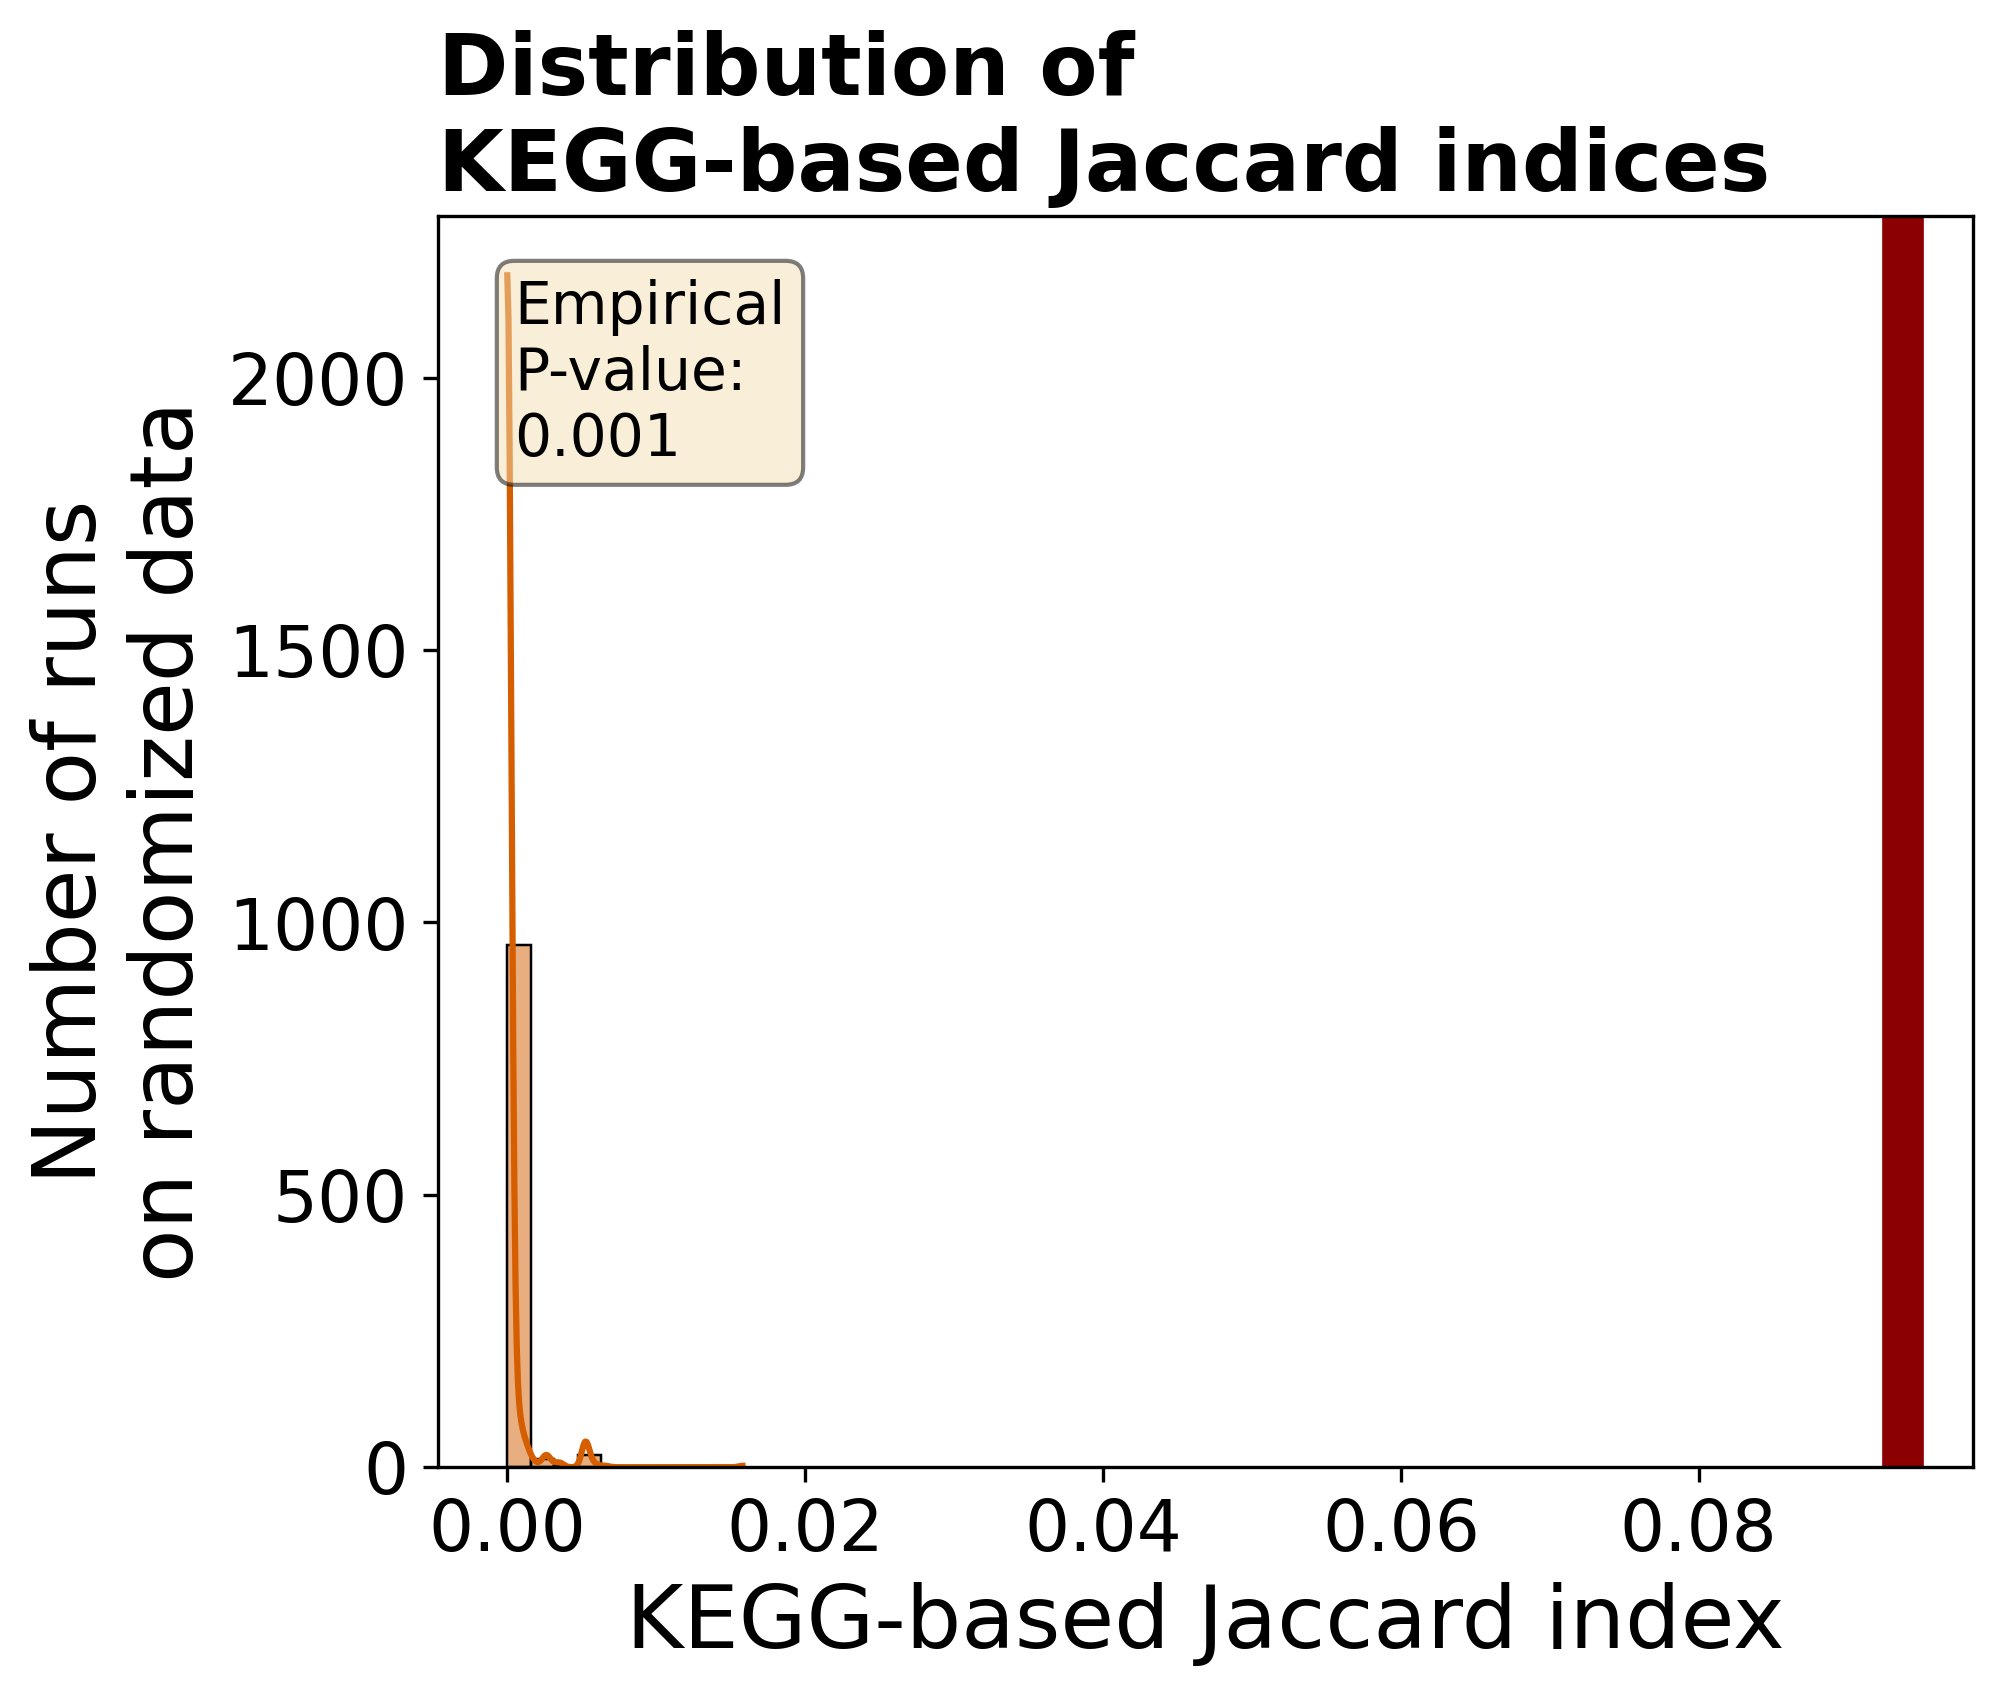 Distribution of
KEGG-based Jaccard indices
Empirical
P-value:
0.001
Number of runs
on randomized data
2000
1500
1000
500
0
0.00
0.02
0.04
0.06
0.08
KEGG-based Jaccard index